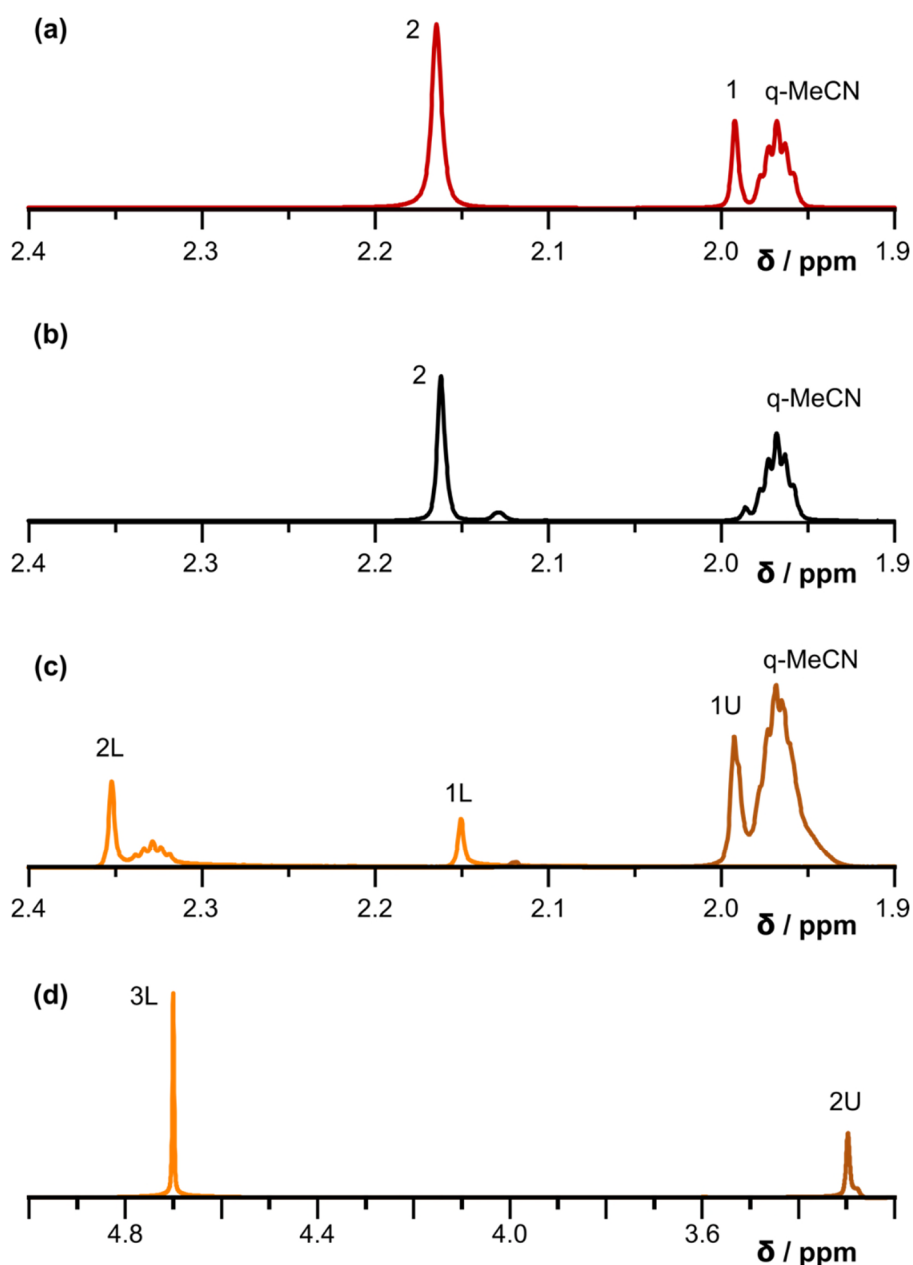 (a)
2
1 q-MeCN
2.4 2.3 2.2 2.1 2.0 1.9
δ / ppm
(b)
2
q-MeCN
2.4 2.3 2.2 2.1 2.0 1.9
δ / ppm
(c)
q-MeCN
1U
2L
1L
2.4 2.3 2.2 2.1 2.0 1.9
δ / ppm
(d)
3L
2U
4.8 4.4 4.0 3.6
δ / ppm